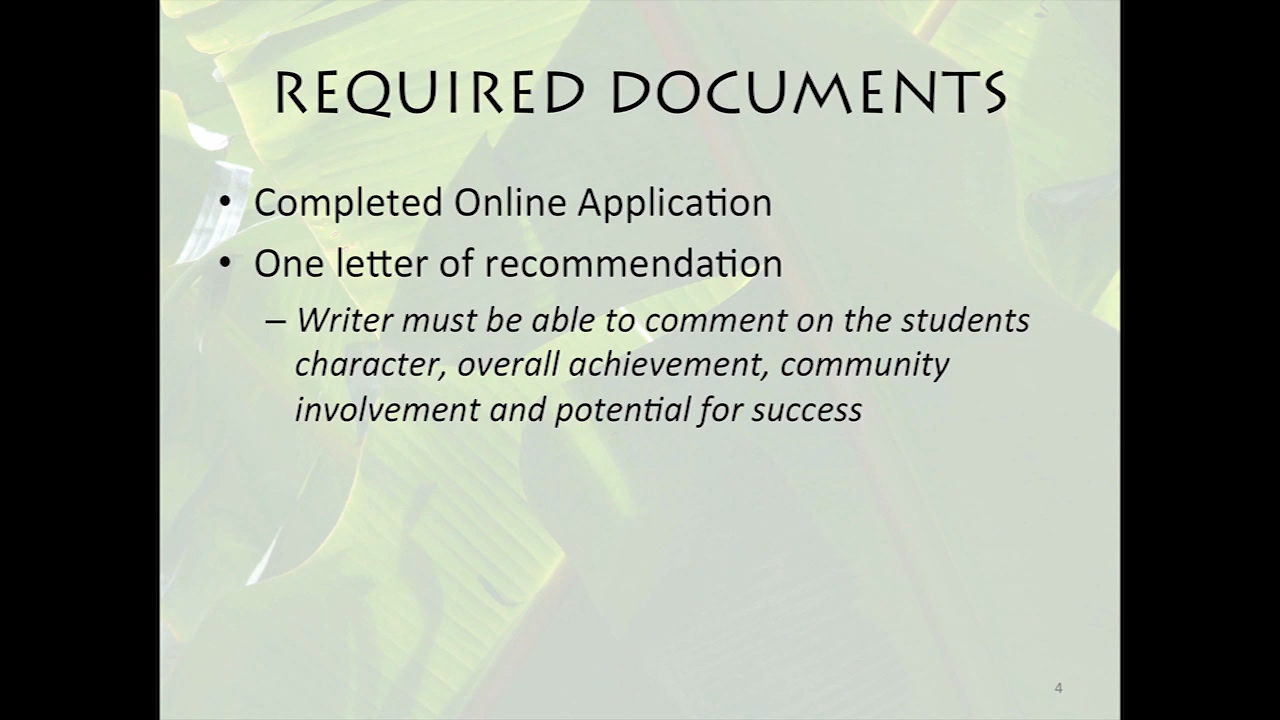 REQUIRED DOCUMENTS
• Completed Online Application
• One letter of recommendation
– Writer must be able to comment on the students
character, overall achievement, community
involvement and potential for success
4